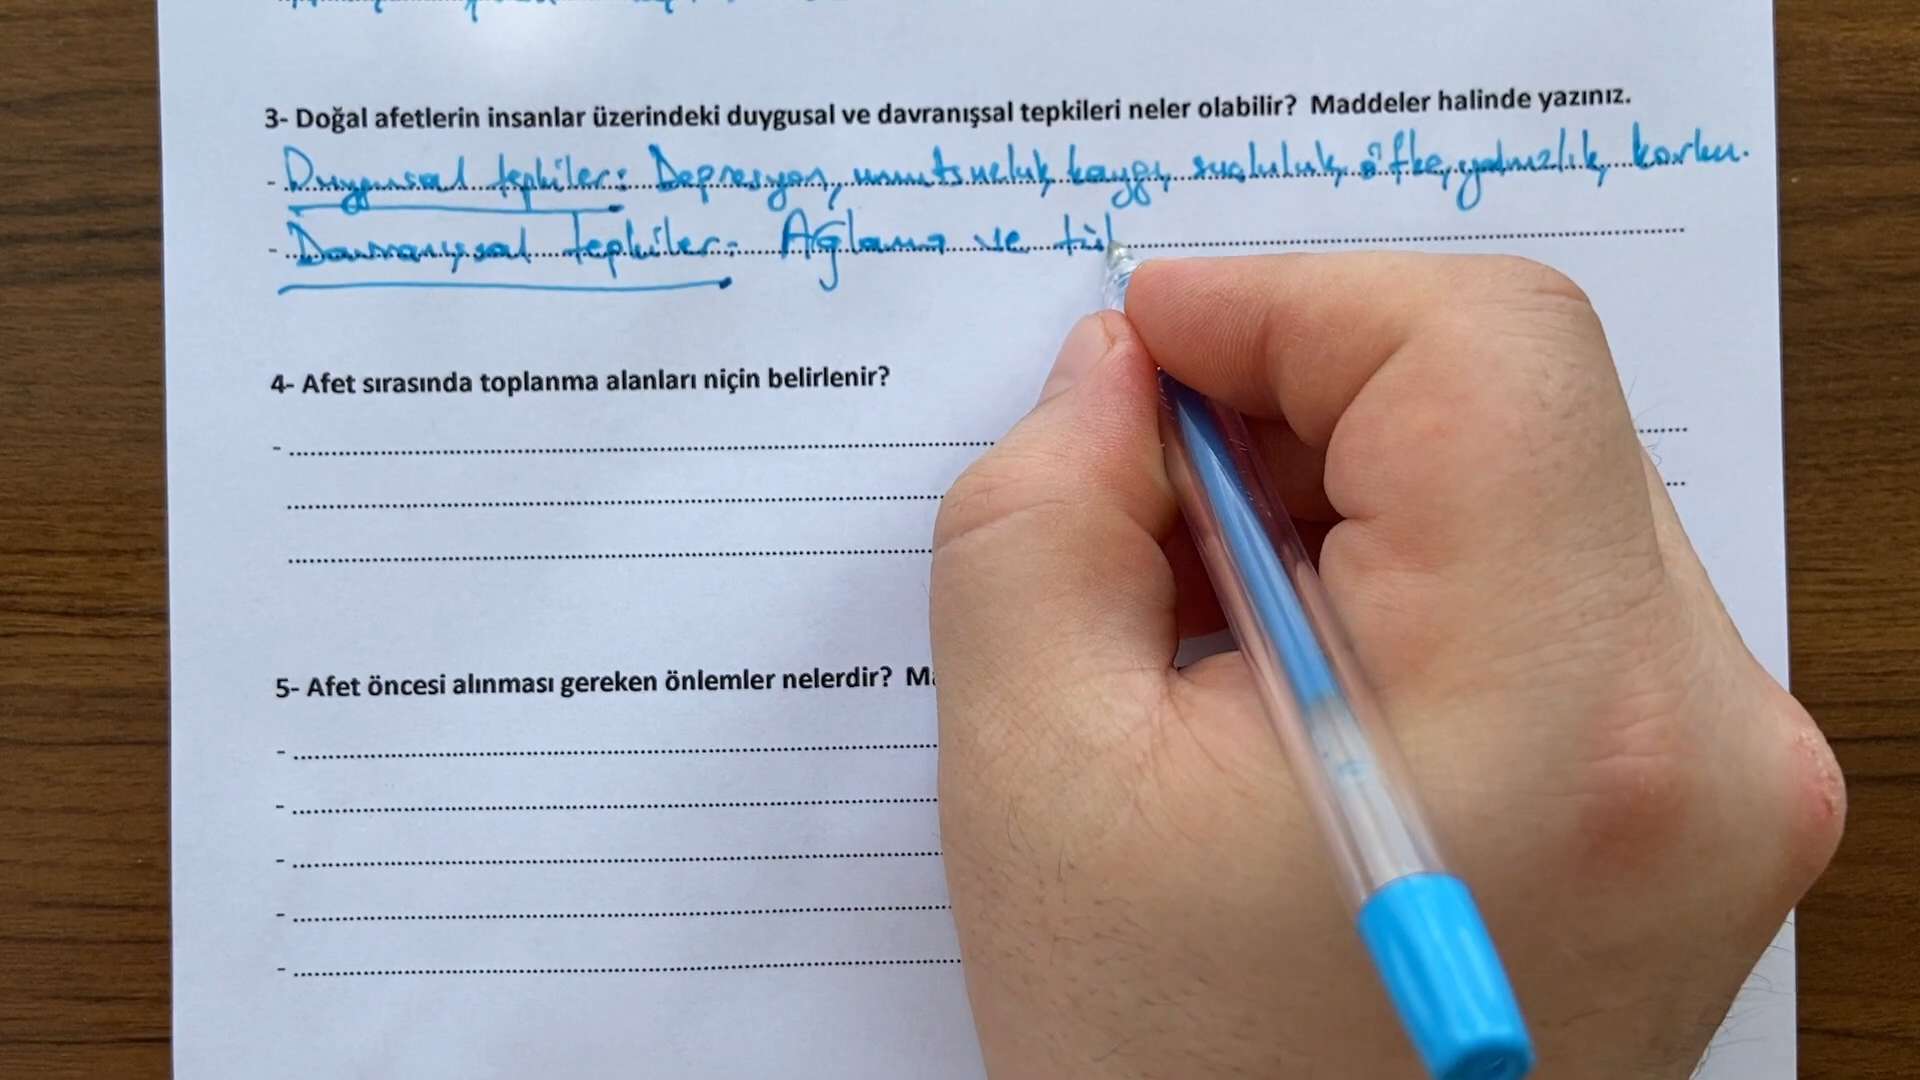 3- Doğal afetlerin insanlar üzerindeki duygusal ve davranışsal tepkileri neler olabilir? Maddeler halinde yazınız.
- Duygusal tepkiler: Depresyon, umutsuzluk, kaygı, suçluluk, öfke, yalnızlık, korku.
- Davranışsal tepkiler: Ağlama ve
4- Afet sırasında toplanma alanları niçin belirlenir?
-
5- Afet öncesi alınması gereken önlemler nelerdir?
-
-
-
-
-